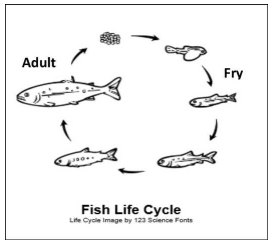 Adult
Fry
Fish Life Cycle
Life Cycle Image by 123 Science Fonts